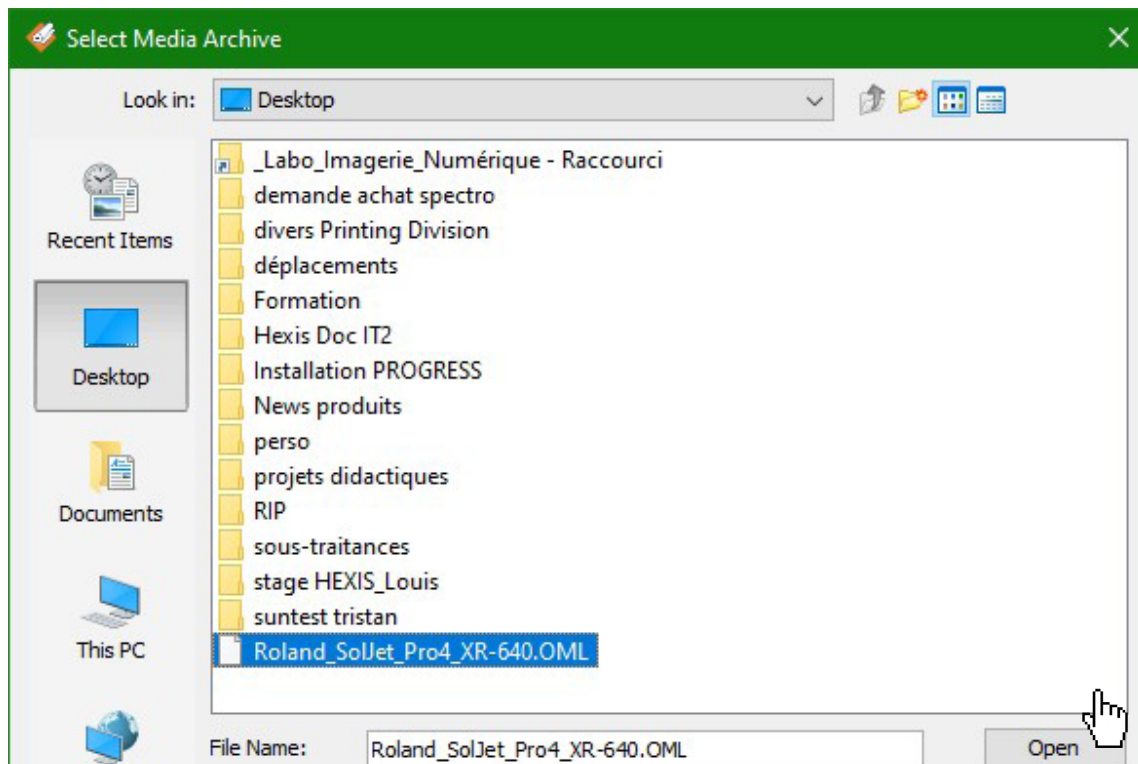 Select Media Archive
Look in: Desktop
_Labo_Imagerie_Numérique - Raccourci
demande achat spectro
divers Printing Division
déplacements
Formation
Hexis Doc IT2
Installation PROGRESS
News produits
perso
projets didactiques
RIP
sous-traitances
stage HEXIS_Louis
suntest tristan
Roland_SolJet_Pro4_XR-640.OML
Recent Items
Desktop
Documents
This PC
File Name: Roland_SolJet_Pro4_XR-640.OML Open